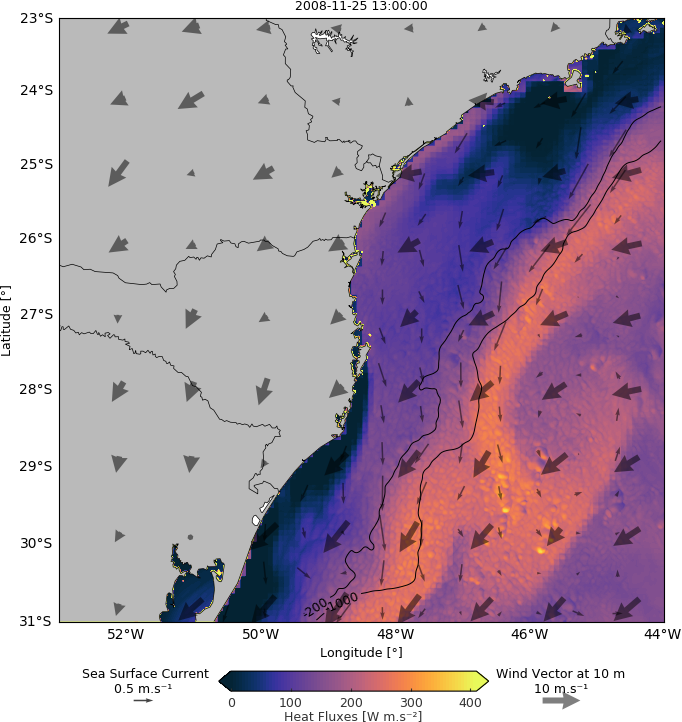 2008-11-25 13:00:00
23°S
24°S
25°S
26°S
27°S
28°S
29°S
30°S
31°S
Latitude [°]
-200
-1000
52°W 50°W 48°W 46°W 44°W
Longitude [°]
Sea Surface Current
0.5 m.s⁻¹
Wind Vector at 10 m
10 m.s⁻¹
0 100 200 300 400
Heat Fluxes [W m.s⁻²]